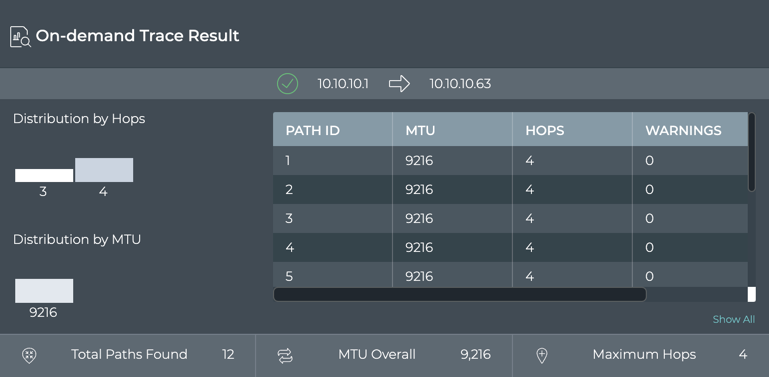 On-demand Trace Result
10.10.10.1 10.10.10.63
Distribution by Hops
3 4
Distribution by MTU
9216
PATH ID MTU HOPS WARNINGS
1 9216 4 0
2 9216 4 0
3 9216 4 0
4 9216 4 0
5 9216 4 0
Show All
Total Paths Found 12 MTU Overall 9,216 Maximum Hops 4